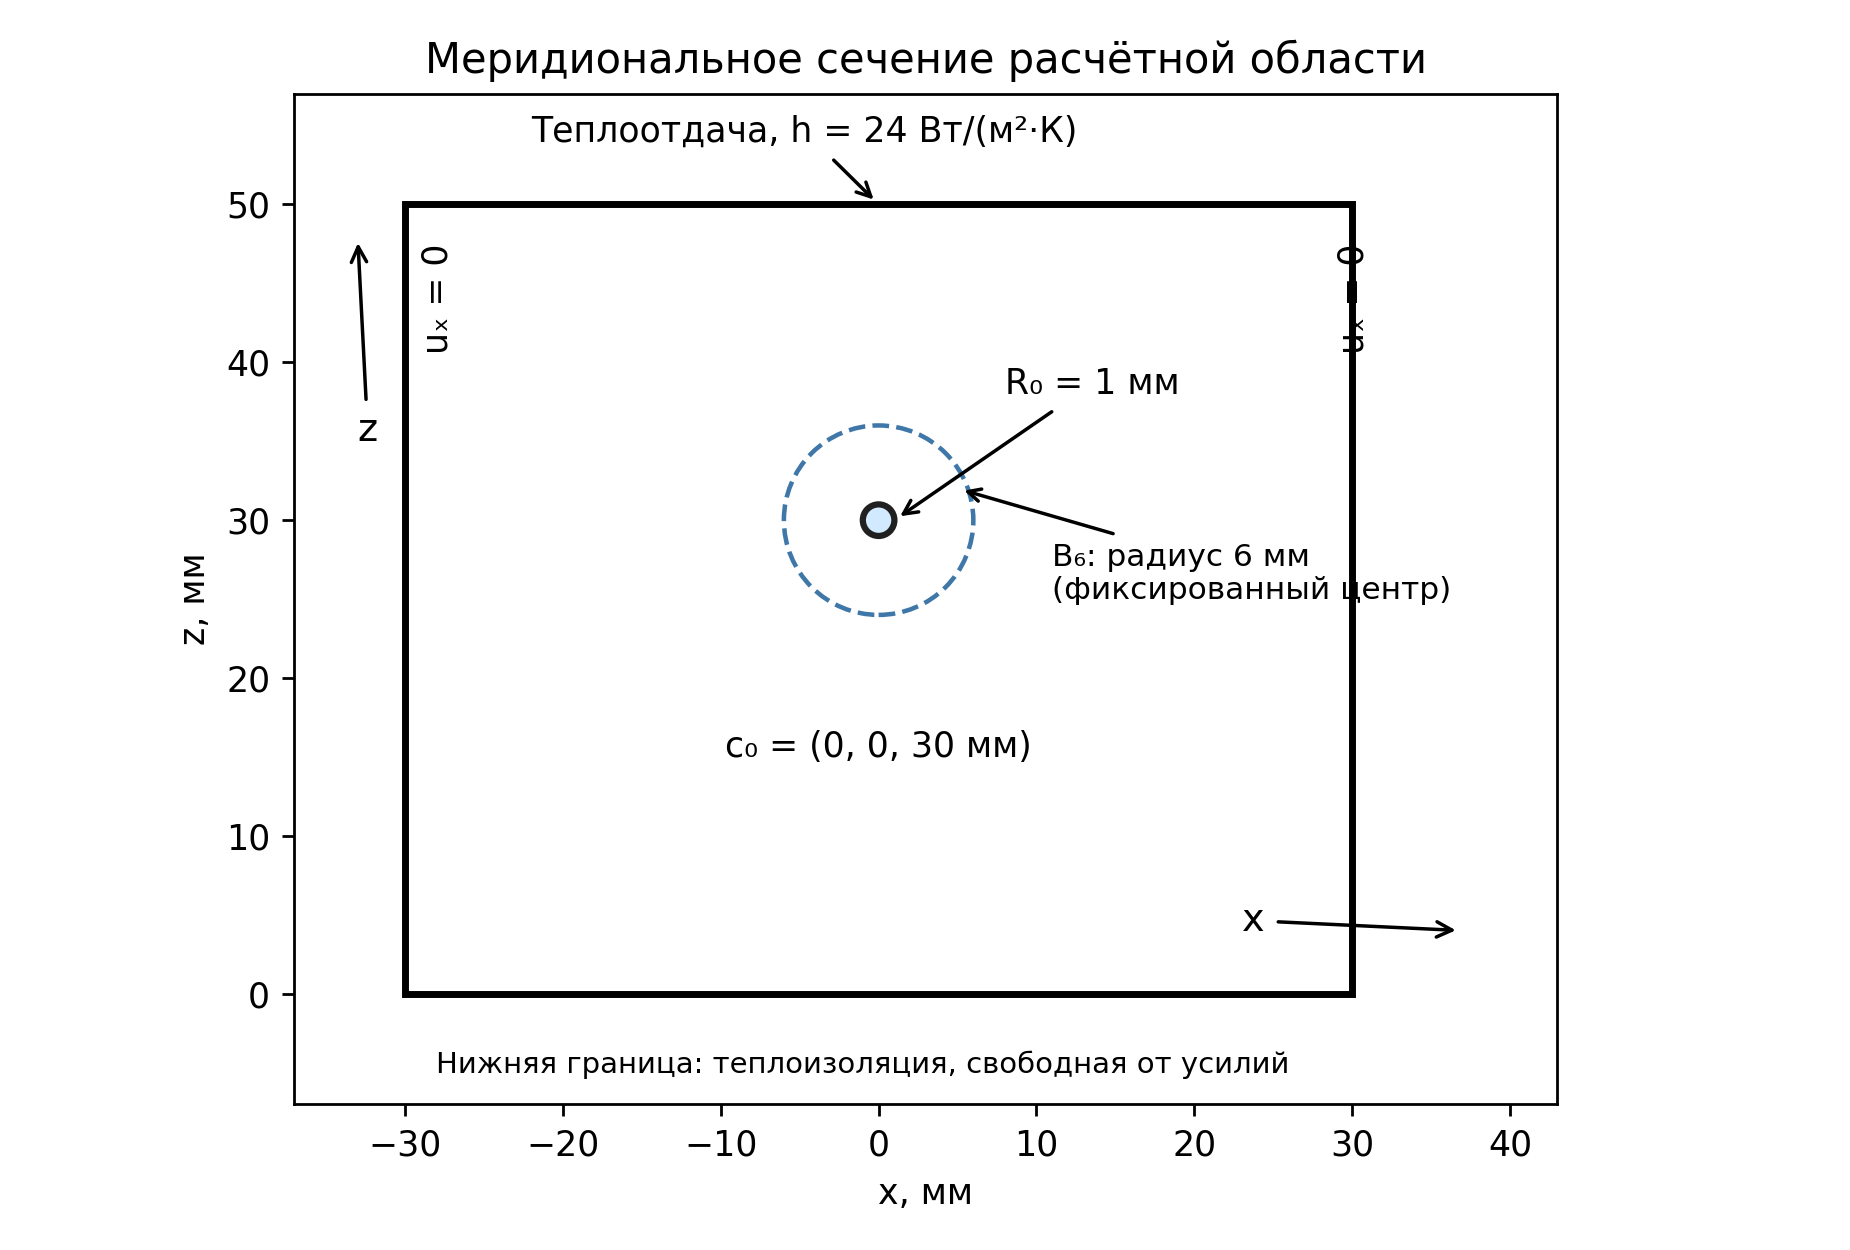 Меридиональное сечение расчётной области
Теплоотдача, h = 24 Вт/(м²·К)
50
uₓ = 0
uₓ = 0
40
R₀ = 1 мм
z
30
B₆: радиус 6 мм
(фиксированный центр)
z, мм
20
c₀ = (0, 0, 30 мм)
10
x
0
Нижняя граница: теплоизоляция, свободная от усилий
−30 −20 −10 0 10 20 30 40
x, мм